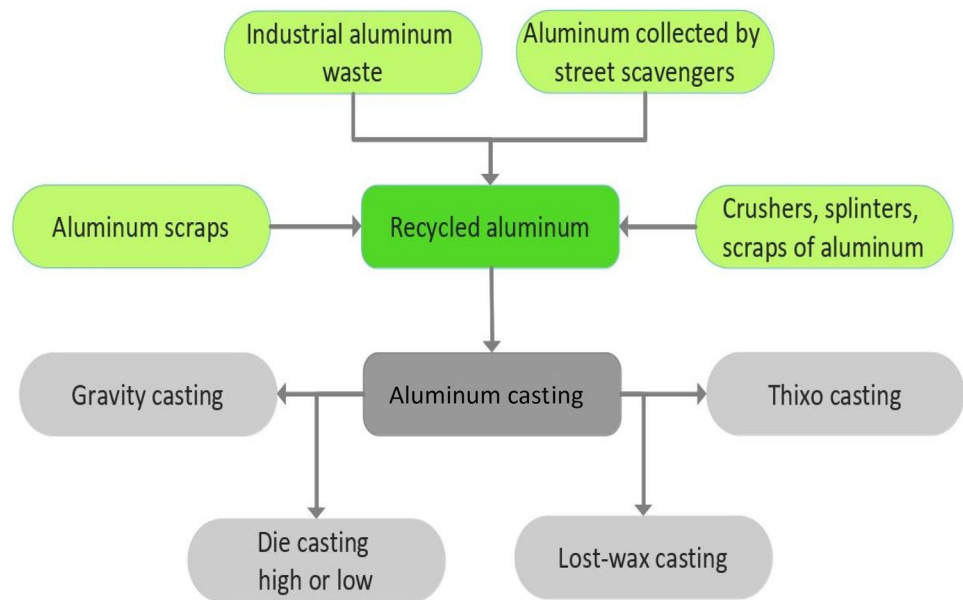 Industrial aluminum
waste
Aluminum collected by
street scavengers
Aluminum scraps
Recycled aluminum
Crushers, splinters,
scraps of aluminum
Gravity casting
Aluminum casting
Thixo casting
Die casting
high or low
Lost-wax casting